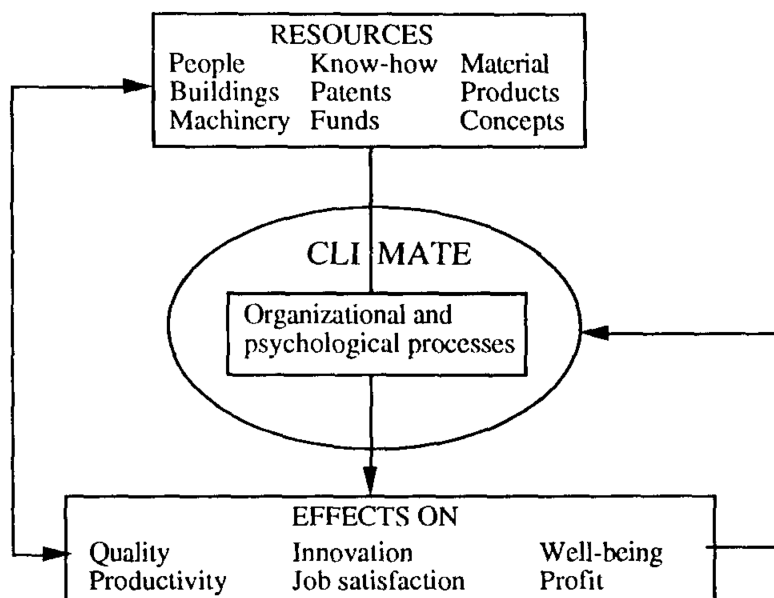 RESOURCES
People Know-how Material
Buildings Patents Products
Machinery Funds Concepts
CLIMATE
Organizational and
psychological processes
EFFECTS ON
Quality Innovation Well-being
Productivity Job satisfaction Profit